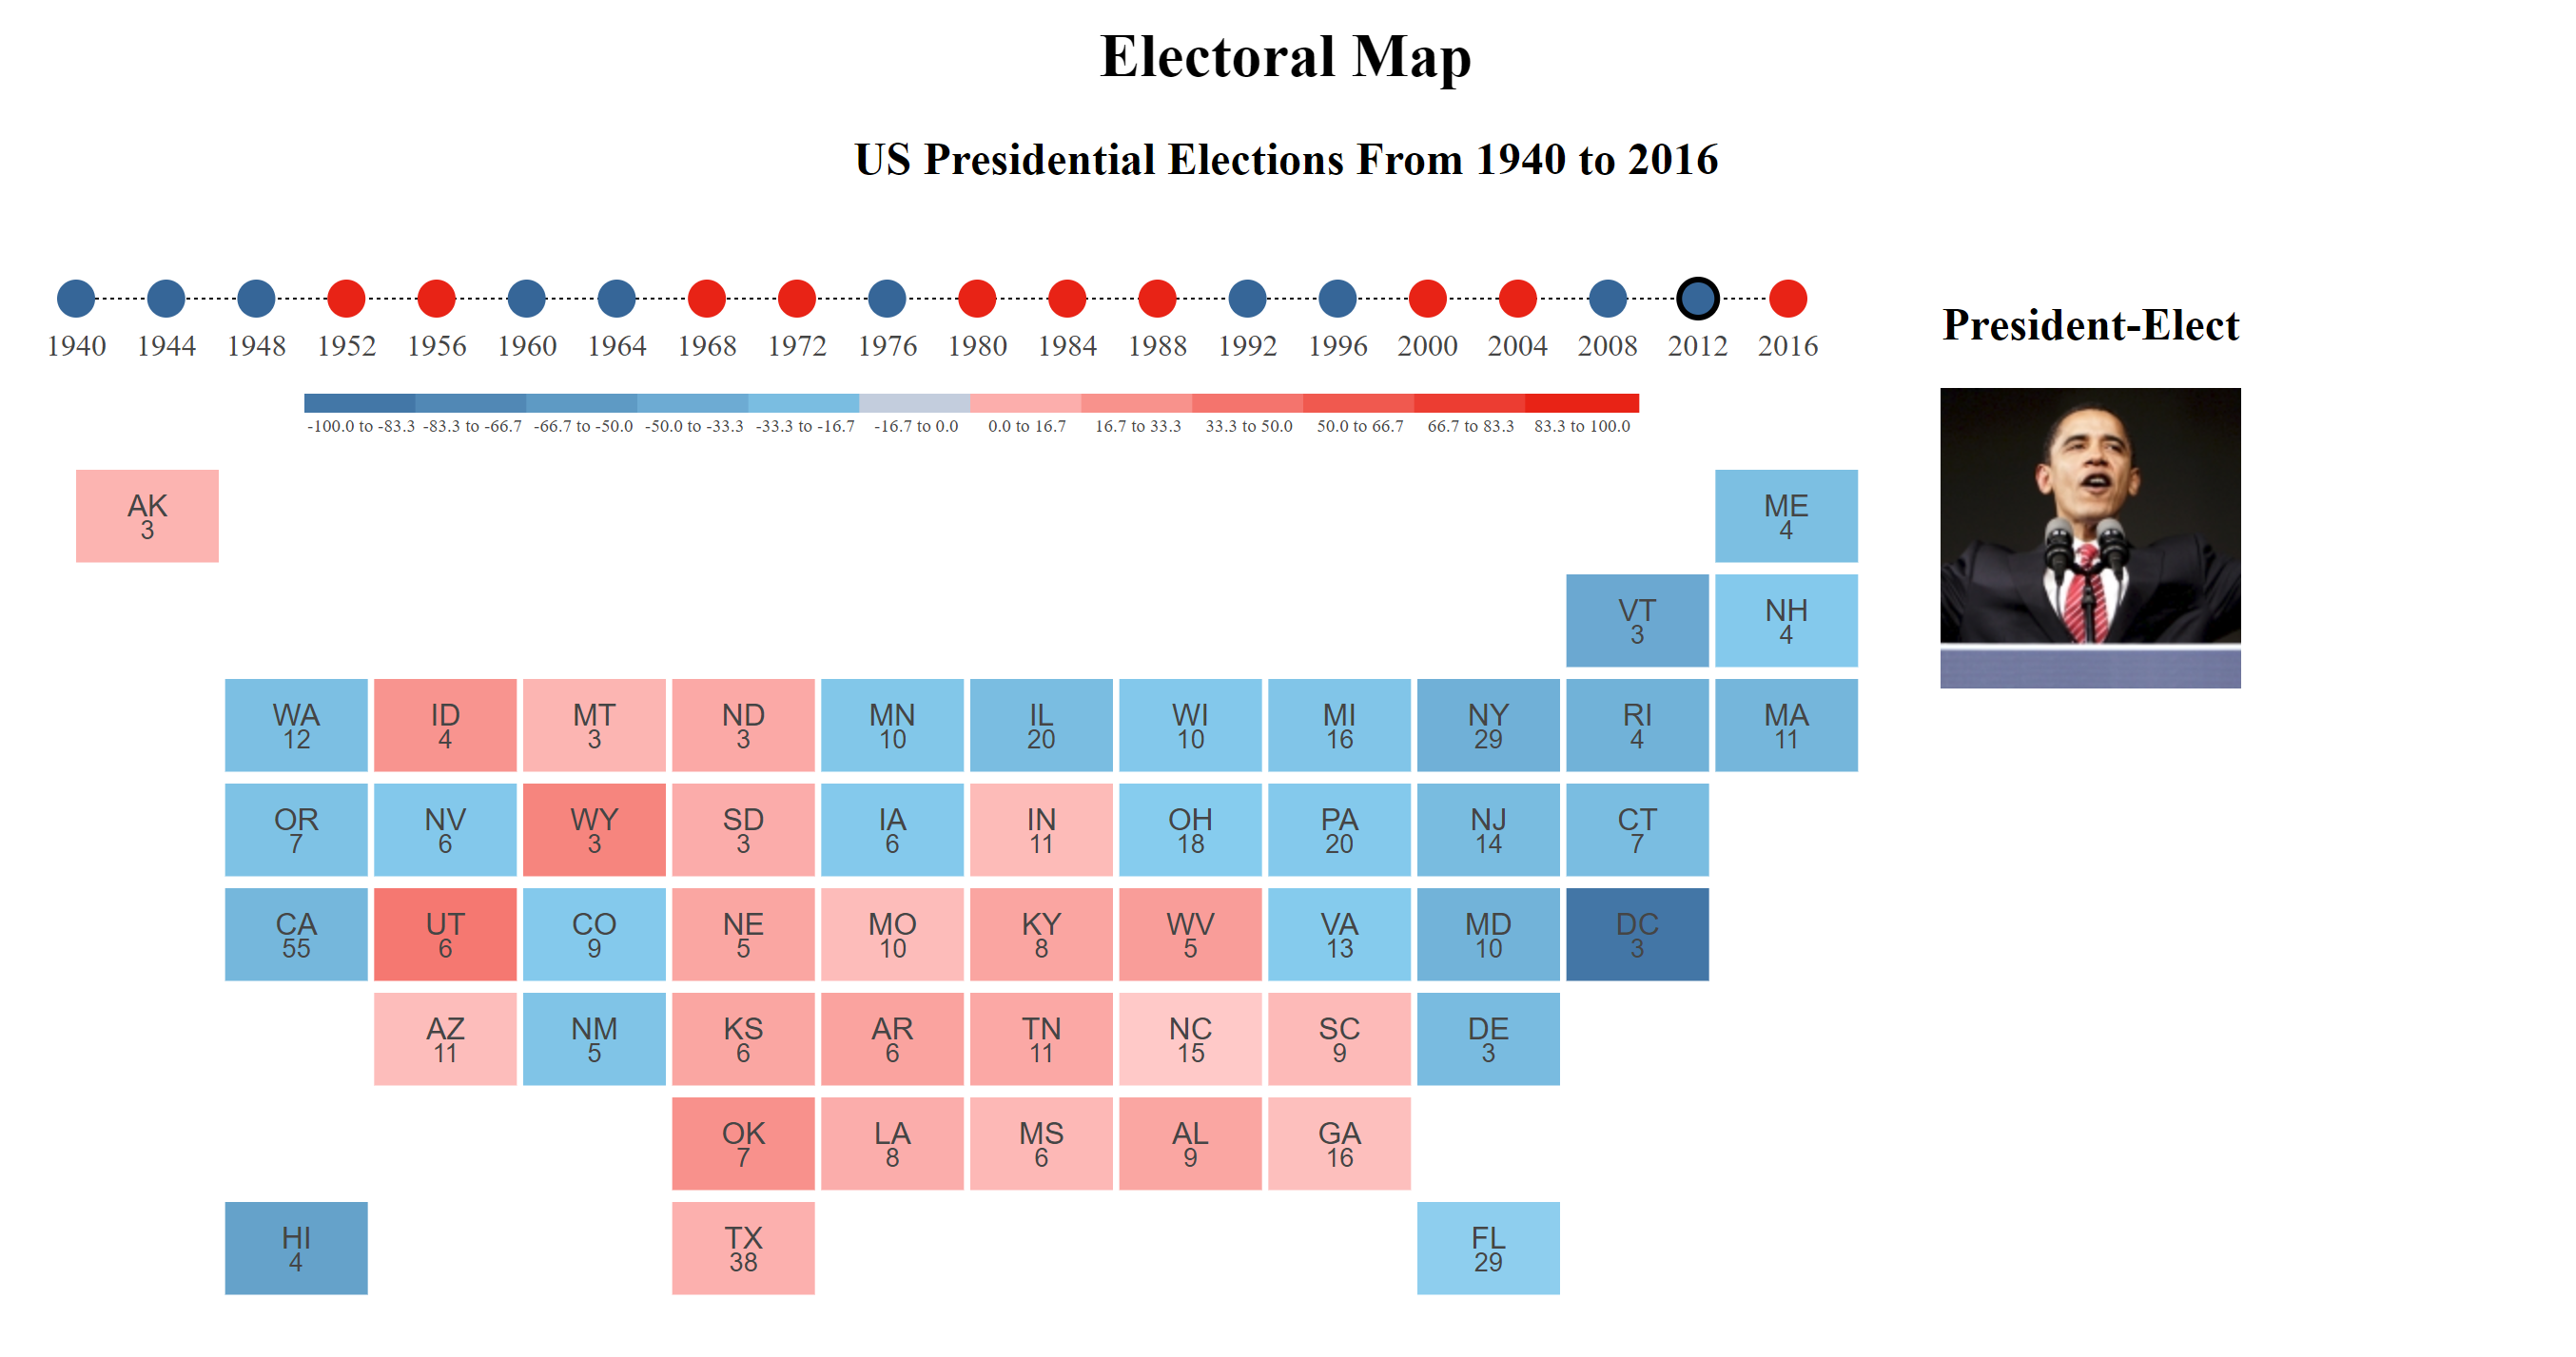 Electoral Map
US Presidential Elections From 1940 to 2016
1940 1944 1948 1952 1956 1960 1964 1968 1972 1976 1980 1984 1988 1992 1996 2000 2004 2008 2012 2016
President-Elect
-100.0 to -83.3 -83.3 to -66.7 -66.7 to -50.0 -50.0 to -33.3 -33.3 to -16.7 -16.7 to 0.0 0.0 to 16.7 16.7 to 33.3 33.3 to 50.0 50.0 to 66.7 66.7 to 83.3 83.3 to 100.0
AK ME
3 4
VT NH
3 4
WA ID MT ND MN IL WI MI NY RI MA
12 4 3 3 10 20 10 16 29 4 11
OR NV WY SD IA IN OH PA NJ CT
7 6 3 3 6 11 18 20 14 7
CA UT CO NE MO KY WV VA MD DC
55 6 9 5 10 8 5 13 10 3
AZ NM KS AR TN NC SC DE
11 5 6 6 11 15 9 3
OK LA MS AL GA
7 8 6 9 16
HI TX FL
4 38 29